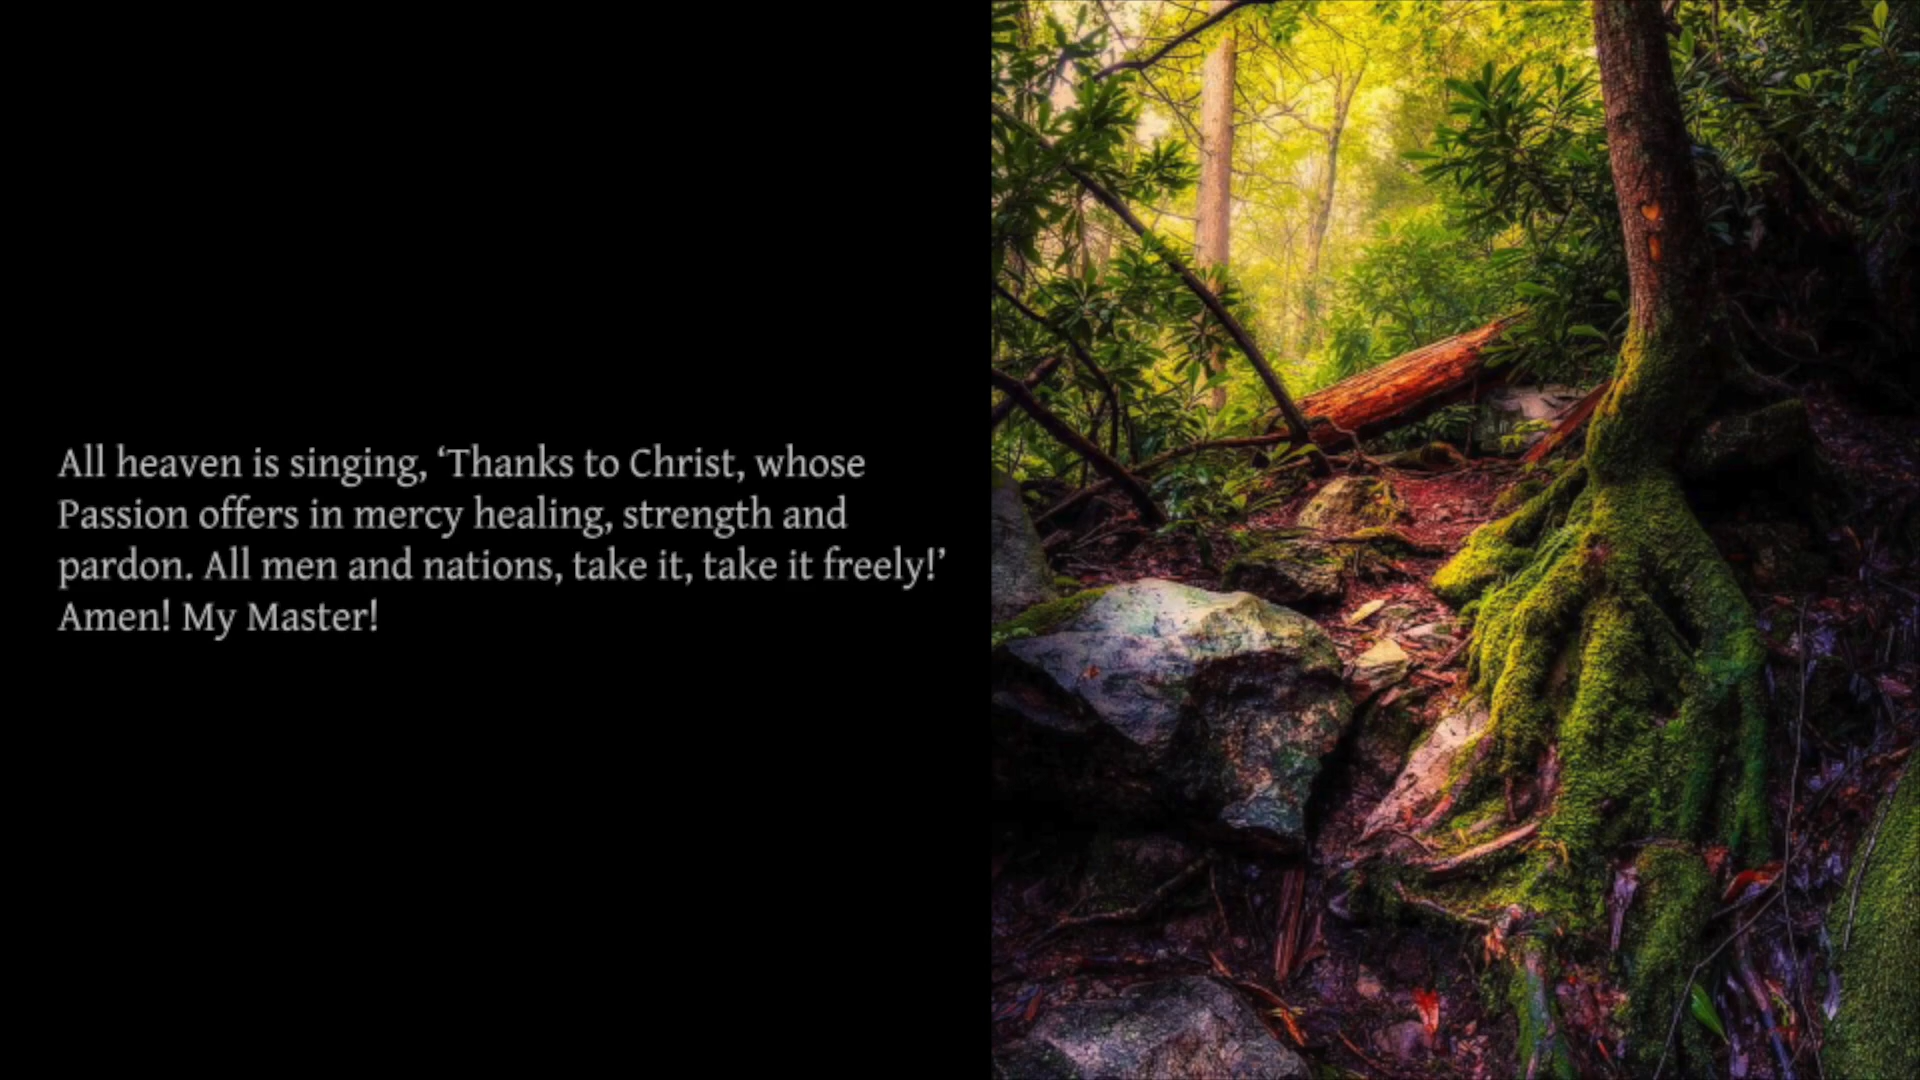 All heaven is singing, ‘Thanks to Christ, whose
Passion offers in mercy healing, strength and
pardon. All men and nations, take it, take it freely!’
Amen! My Master!